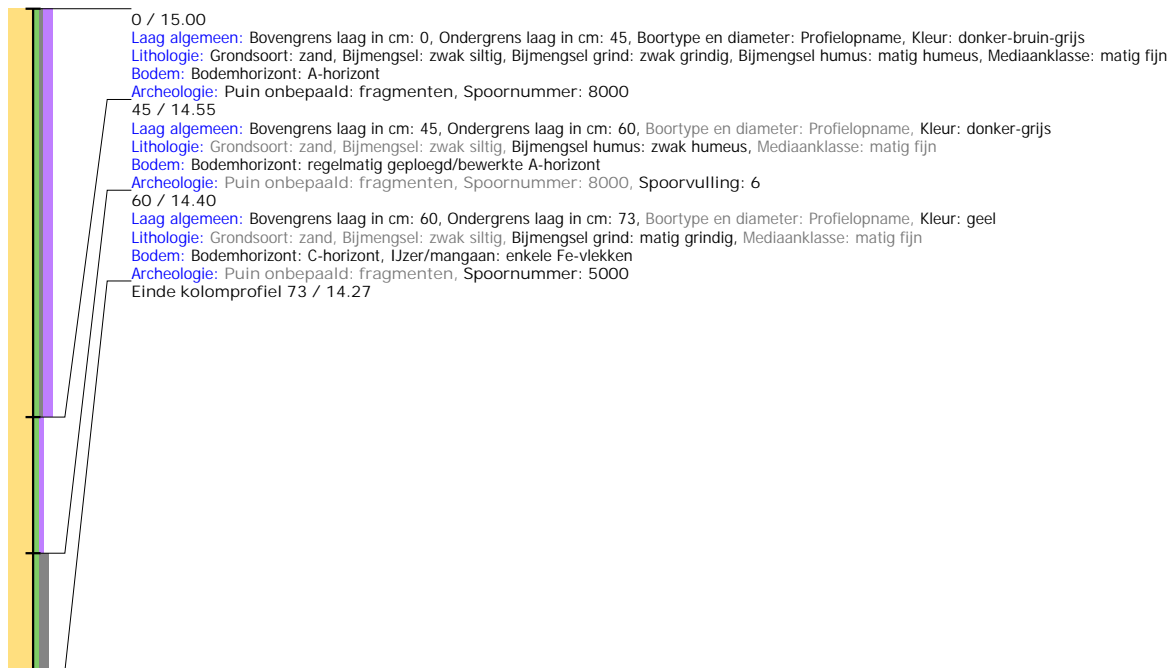 0 / 15.00
Laag algemeen: Bovengrens laag in cm: 0, Ondergrens laag in cm: 45, Boortype en diameter: Profielopname, Kleur: donker-bruin-grijs
Lithologie: Grondsoort: zand, Bijmengsel: zwak siltig, Bijmengsel grind: zwak grindig, Bijmengsel humus: matig humeus, Mediaanklasse: matig fijn
Bodem: Bodemhorizont: A-horizont
Archeologie: Puin onbepaald: fragmenten, Spoornummer: 8000
45 / 14.55
Laag algemeen: Bovengrens laag in cm: 45, Ondergrens laag in cm: 60, Boortype en diameter: Profielopname, Kleur: donker-grijs
Lithologie: Grondsoort: zand, Bijmengsel: zwak siltig, Bijmengsel humus: zwak humeus, Mediaanklasse: matig fijn
Bodem: Bodemhorizont: regelmatig geploegd/bewerkte A-horizont
Archeologie: Puin onbepaald: fragmenten, Spoornummer: 8000, Spoorvulling: 6
60 / 14.40
Laag algemeen: Bovengrens laag in cm: 60, Ondergrens laag in cm: 73, Boortype en diameter: Profielopname, Kleur: geel
Lithologie: Grondsoort: zand, Bijmengsel: zwak siltig, Bijmengsel grind: matig grindig, Mediaanklasse: matig fijn
Bodem: Bodemhorizont: C-horizont, IJzer/mangaan: enkele Fe-vlekken
Archeologie: Puin onbepaald: fragmenten, Spoornummer: 5000
Einde kolomprofiel 73 / 14.27